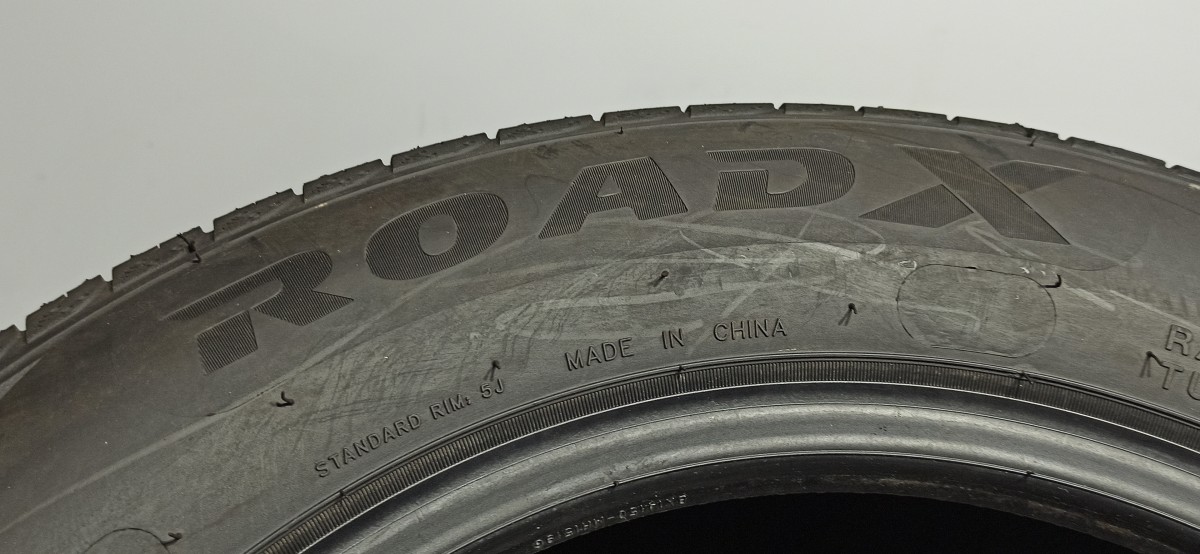 ROADX
MADE IN CHINA
STANDARD RIM: 5J